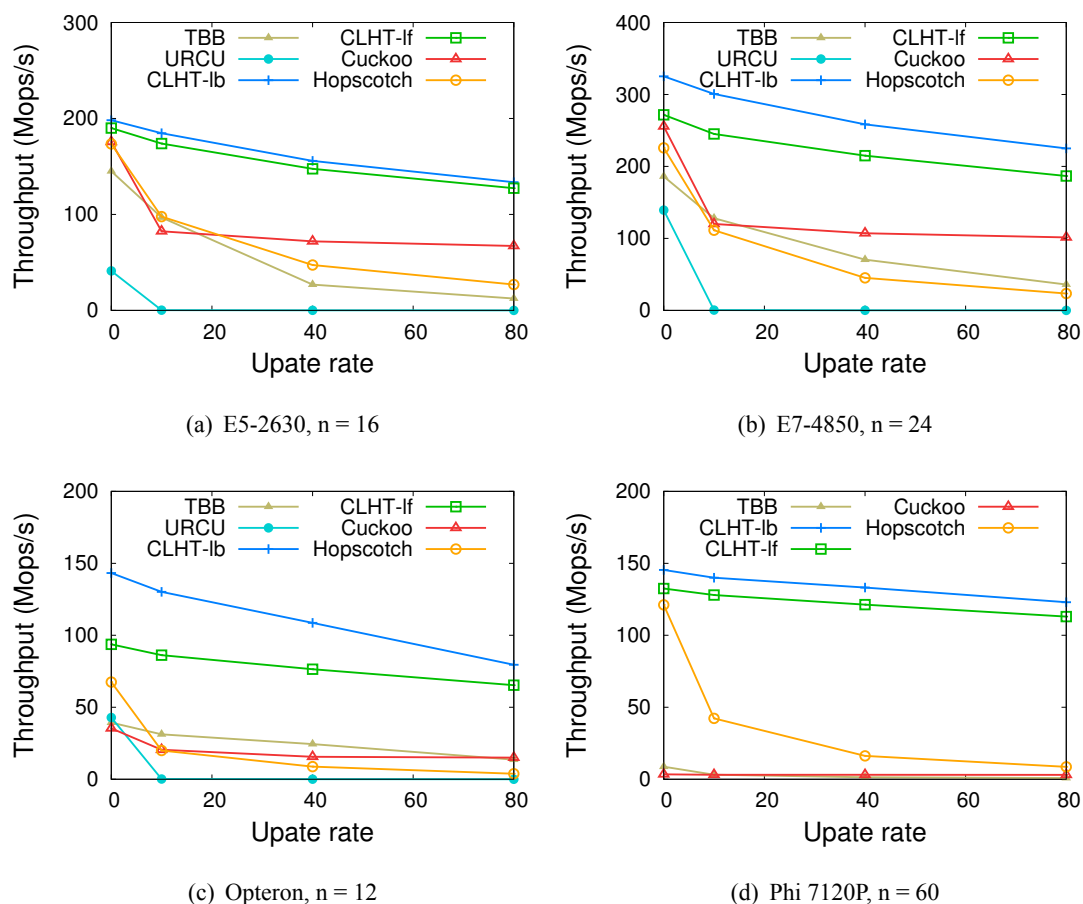 300
200
100
0
0 20 40 60 80
Throughput (Mops/s)
Upate rate
TBB
URCU
CLHT-lb
CLHT-lf
Cuckoo
Hopscotch
(a) E5-2630, n = 16
400
300
200
100
0
0 20 40 60 80
Throughput (Mops/s)
Upate rate
TBB
URCU
CLHT-lb
CLHT-lf
Cuckoo
Hopscotch
(b) E7-4850, n = 24
200
150
100
50
0
0 20 40 60 80
Throughput (Mops/s)
Upate rate
TBB
URCU
CLHT-lb
CLHT-lf
Cuckoo
Hopscotch
(c) Opteron, n = 12
200
150
100
50
0
0 20 40 60 80
Throughput (Mops/s)
Upate rate
TBB
CLHT-lb
CLHT-lf
Cuckoo
Hopscotch
(d) Phi 7120P, n = 60